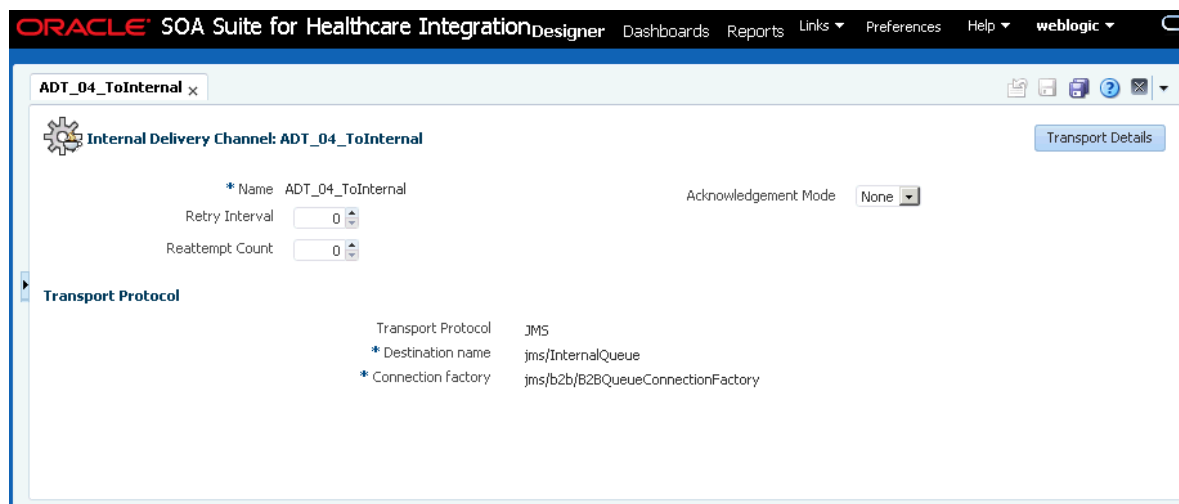 ORACLE® SOA Suite for Healthcare Integration Designer Dashboards Reports Links Preferences Help weblogic
ADT_04_ToInternal x
Internal Delivery Channel: ADT_04_ToInternal Transport Details
* Name ADT_04_ToInternal Acknowledgement Mode None
Retry Interval 0
Reattempt Count 0
Transport Protocol
Transport Protocol JMS
* Destination name jms/InternalQueue
* Connection factory jms/b2b/B2BQueueConnectionFactory